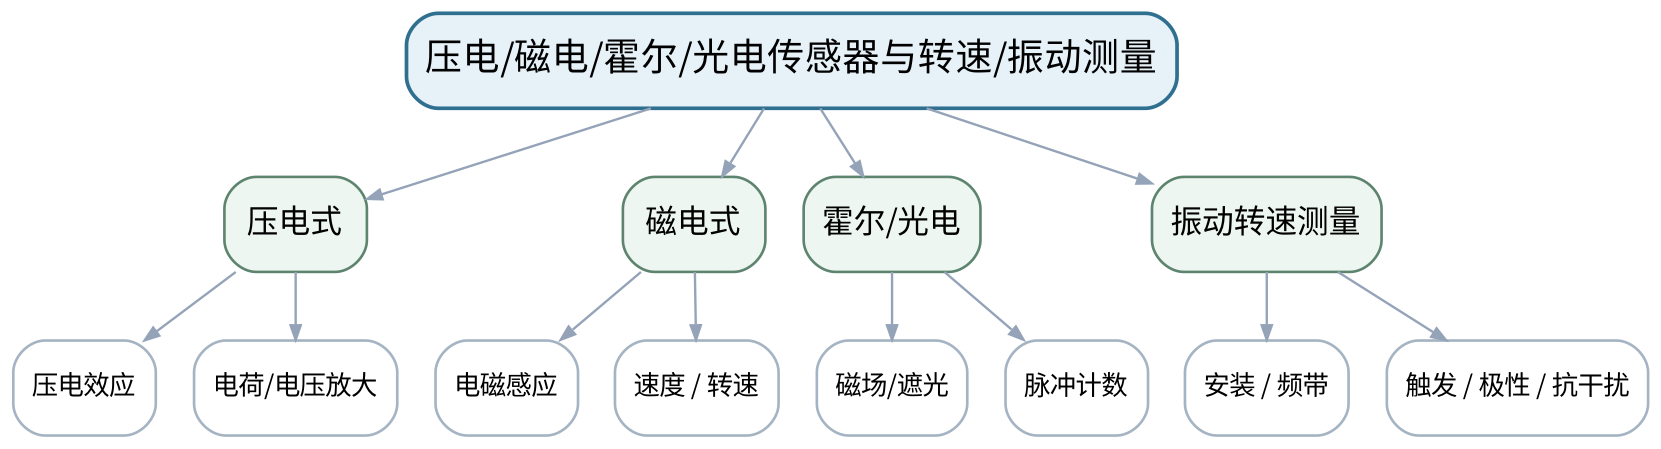 压电/磁电/霍尔/光电传感器与转速/振动测量
压电式
磁电式
霍尔/光电
振动转速测量
压电效应
电荷/电压放大
电磁感应
速度 / 转速
磁场/遮光
脉冲计数
安装 / 频带
触发 / 极性 / 抗干扰